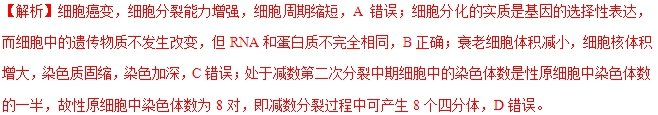 【解析】细胞癌变，细胞分裂能力增强，细胞周期缩短，A 错误；细胞分化的实质是基因的选择性表达，
而细胞中的遗传物质不发生改变，但 RNA 和蛋白质不完全相同，B 正确；衰老细胞体积减小，细胞核体积
增大，染色质固缩，染色加深，C 错误；处于减数第二次分裂中期细胞中的染色体数是性原细胞中染色体数
的一半，故性原细胞中染色体数为 8 对，即减数分裂过程中可产生 8 个四分体，D 错误。